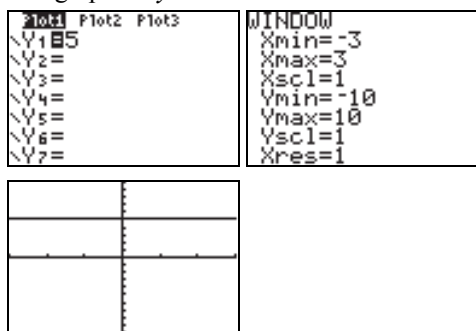 Plot1 Plot2 Plot3
\Y1=5
\Y2=
\Y3=
\Y4=
\Y5=
\Y6=
\Y7=
WINDOW
Xmin=-3
Xmax=3
Xscl=1
Ymin=-10
Ymax=10
Yscl=1
Xres=1